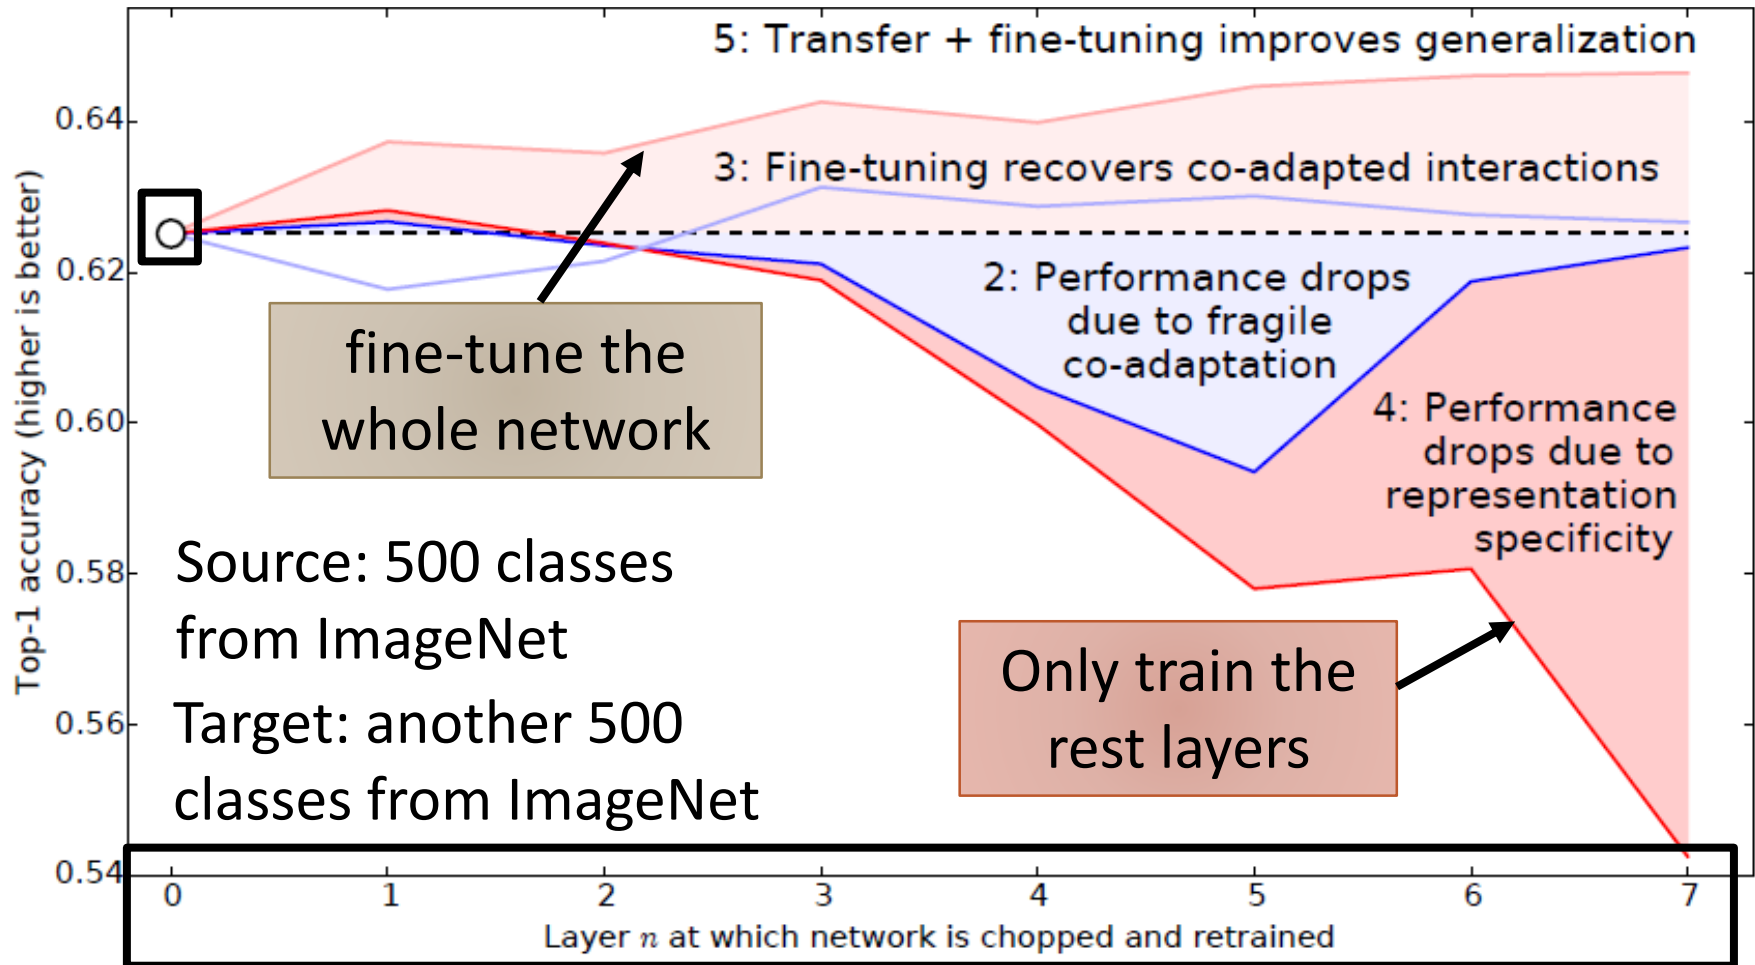 5: Transfer + fine-tuning improves generalization
0.64
3: Fine-tuning recovers co-adapted interactions
0.62
2: Performance drops
due to fragile
co-adaptation
fine-tune the
whole network
0.60
4: Performance
drops due to
representation
specificity
Top-1 accuracy (higher is better)
Source: 500 classes
from ImageNet
0.58
Only train the
rest layers
Target: another 500
classes from ImageNet
0.56
0.54
0 1 2 3 4 5 6 7
Layer n at which network is chopped and retrained